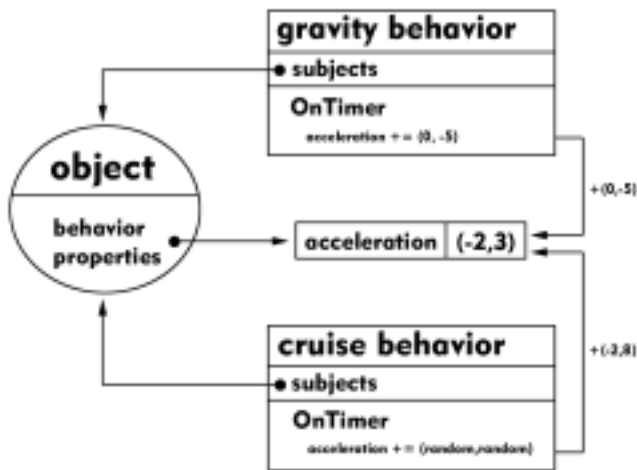 gravity behavior
subjects
OnTimer
acceleration += (0, -5)
object
behavior
properties
+(0,-5)
acceleration (-2,3)
cruise behavior
subjects
OnTimer
acceleration += (random,random)
+(-2,8)